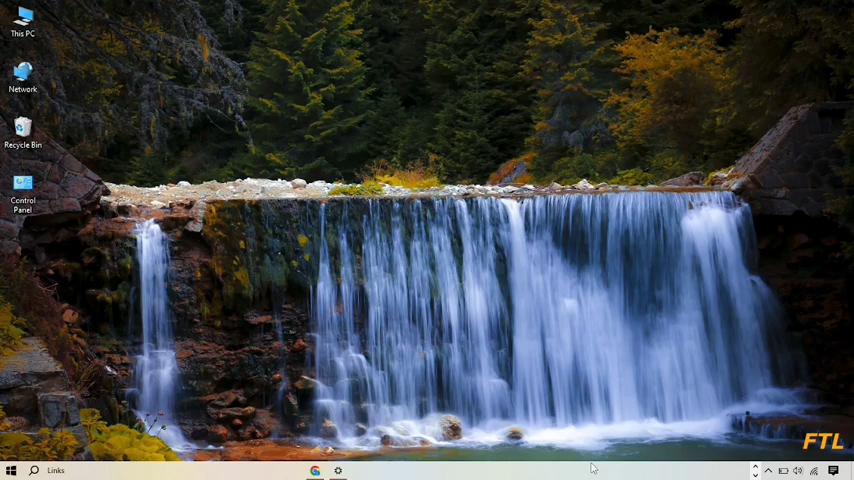 This PC
Network
Recycle Bin
Control
Panel
FTL
Links